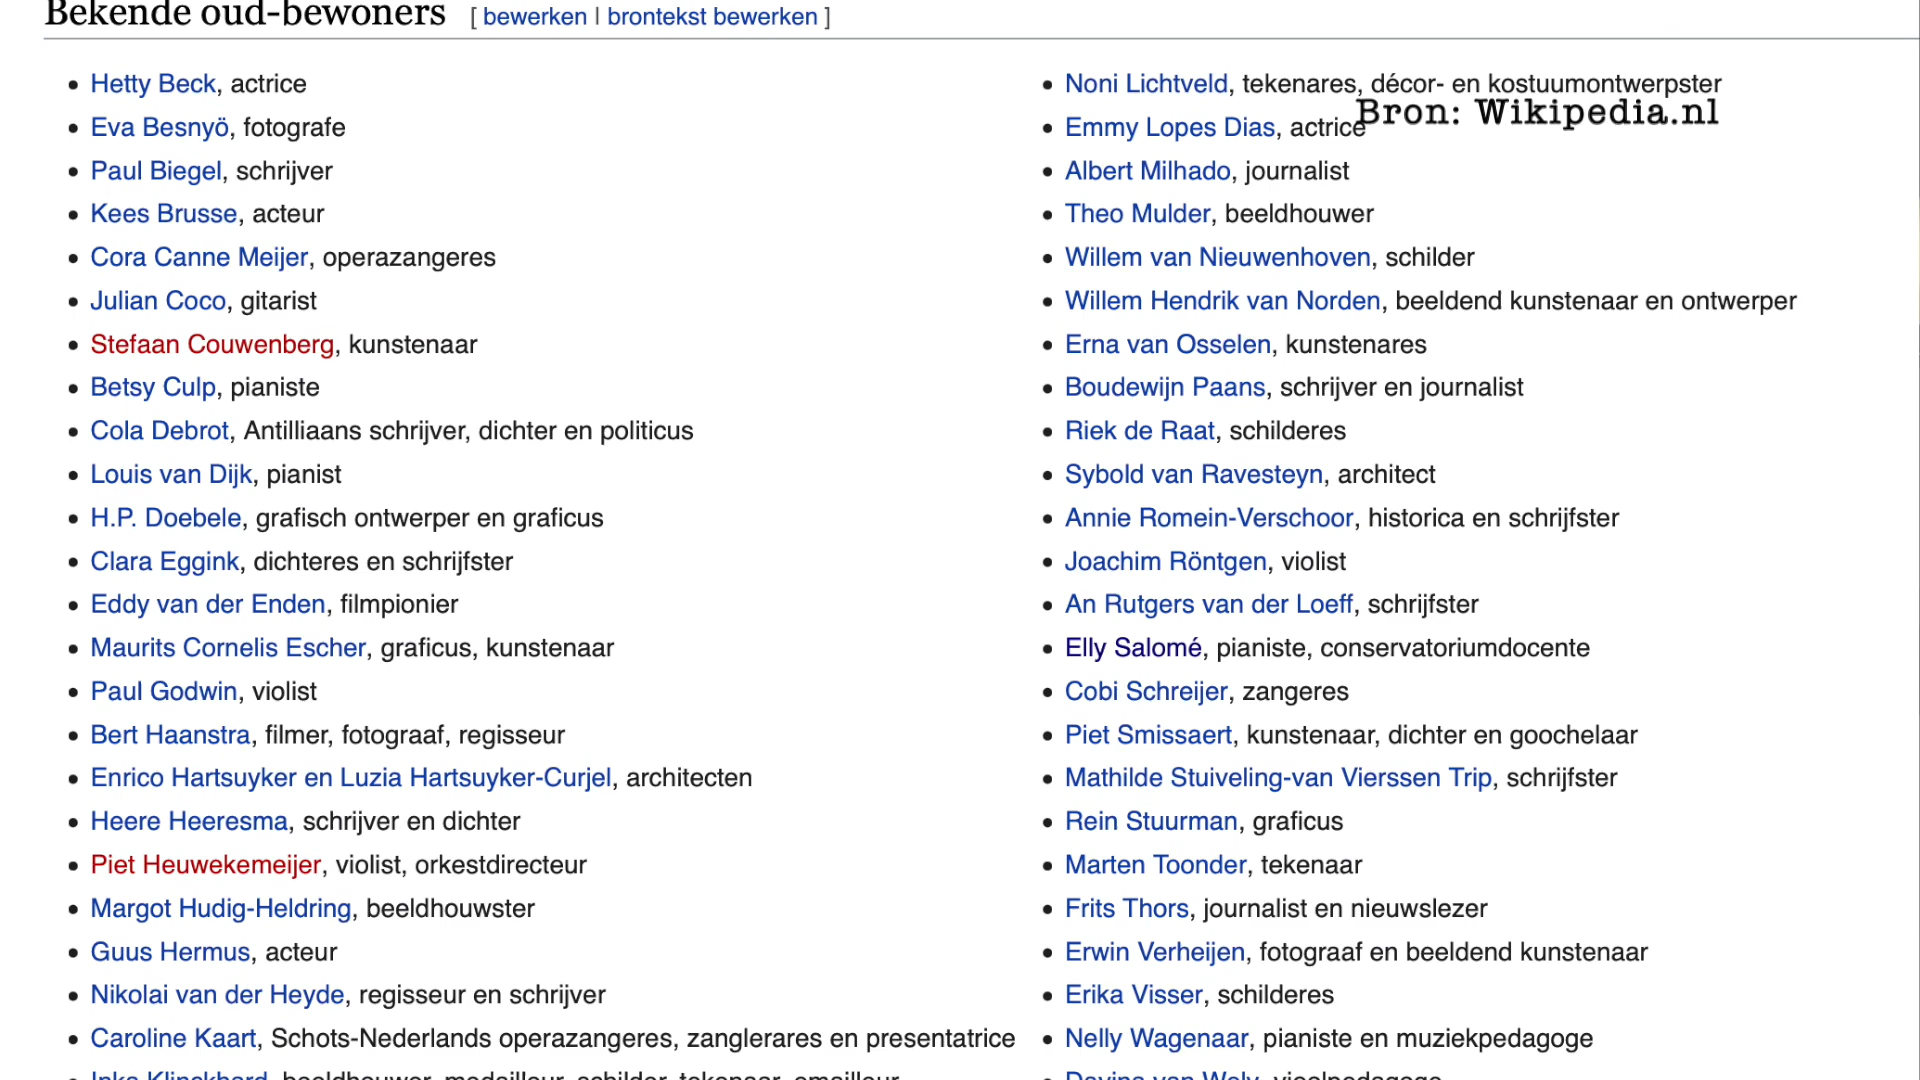 Bekende oud-bewoners [ bewerken | brontekst bewerken ]
Hetty Beck, actrice
Eva Besnyö, fotografe
Paul Biegel, schrijver
Kees Brusse, acteur
Cora Canne Meijer, operazangeres
Julian Coco, gitarist
Stefaan Couwenberg, kunstenaar
Betsy Culp, pianiste
Cola Debrot, Antilliaans schrijver, dichter en politicus
Louis van Dijk, pianist
H.P. Doebele, grafisch ontwerper en graficus
Clara Eggink, dichteres en schrijfster
Eddy van der Enden, filmpionier
Maurits Cornelis Escher, graficus, kunstenaar
Paul Godwin, violist
Bert Haanstra, filmer, fotograaf, regisseur
Enrico Hartsuyker en Luzia Hartsuyker-Curjel, architecten
Heere Heeresma, schrijver en dichter
Piet Heuwekemeijer, violist, orkestdirecteur
Margot Hudig-Heldring, beeldhouwster
Guus Hermus, acteur
Nikolai van der Heyde, regisseur en schrijver
Caroline Kaart, Schots-Nederlands operazangeres, zanglerares en presentatrice
Inka Klinckhard, beeldhouwer, medailleur, schilder, tekenaar, emailleur
Noni Lichtveld, tekenares, décor- en kostuumontwerpster
Bron: Wikipedia.nl
Emmy Lopes Dias, actrice
Albert Milhado, journalist
Theo Mulder, beeldhouwer
Willem van Nieuwenhoven, schilder
Willem Hendrik van Norden, beeldend kunstenaar en ontwerper
Erna van Osselen, kunstenares
Boudewijn Paans, schrijver en journalist
Riek de Raat, schilderes
Sybold van Ravesteyn, architect
Annie Romein-Verschoor, historica en schrijfster
Joachim Röntgen, violist
An Rutgers van der Loeff, schrijfster
Elly Salomé, pianiste, conservatoriumdocente
Cobi Schreijer, zangeres
Piet Smissaert, kunstenaar, dichter en goochelaar
Mathilde Stuiveling-van Vierssen Trip, schrijfster
Rein Stuurman, graficus
Marten Toonder, tekenaar
Frits Thors, journalist en nieuwslezer
Erwin Verheijen, fotograaf en beeldend kunstenaar
Erika Visser, schilderes
Nelly Wagenaar, pianiste en muziekpedagoge
Davina van Wely, vioolpedagoge